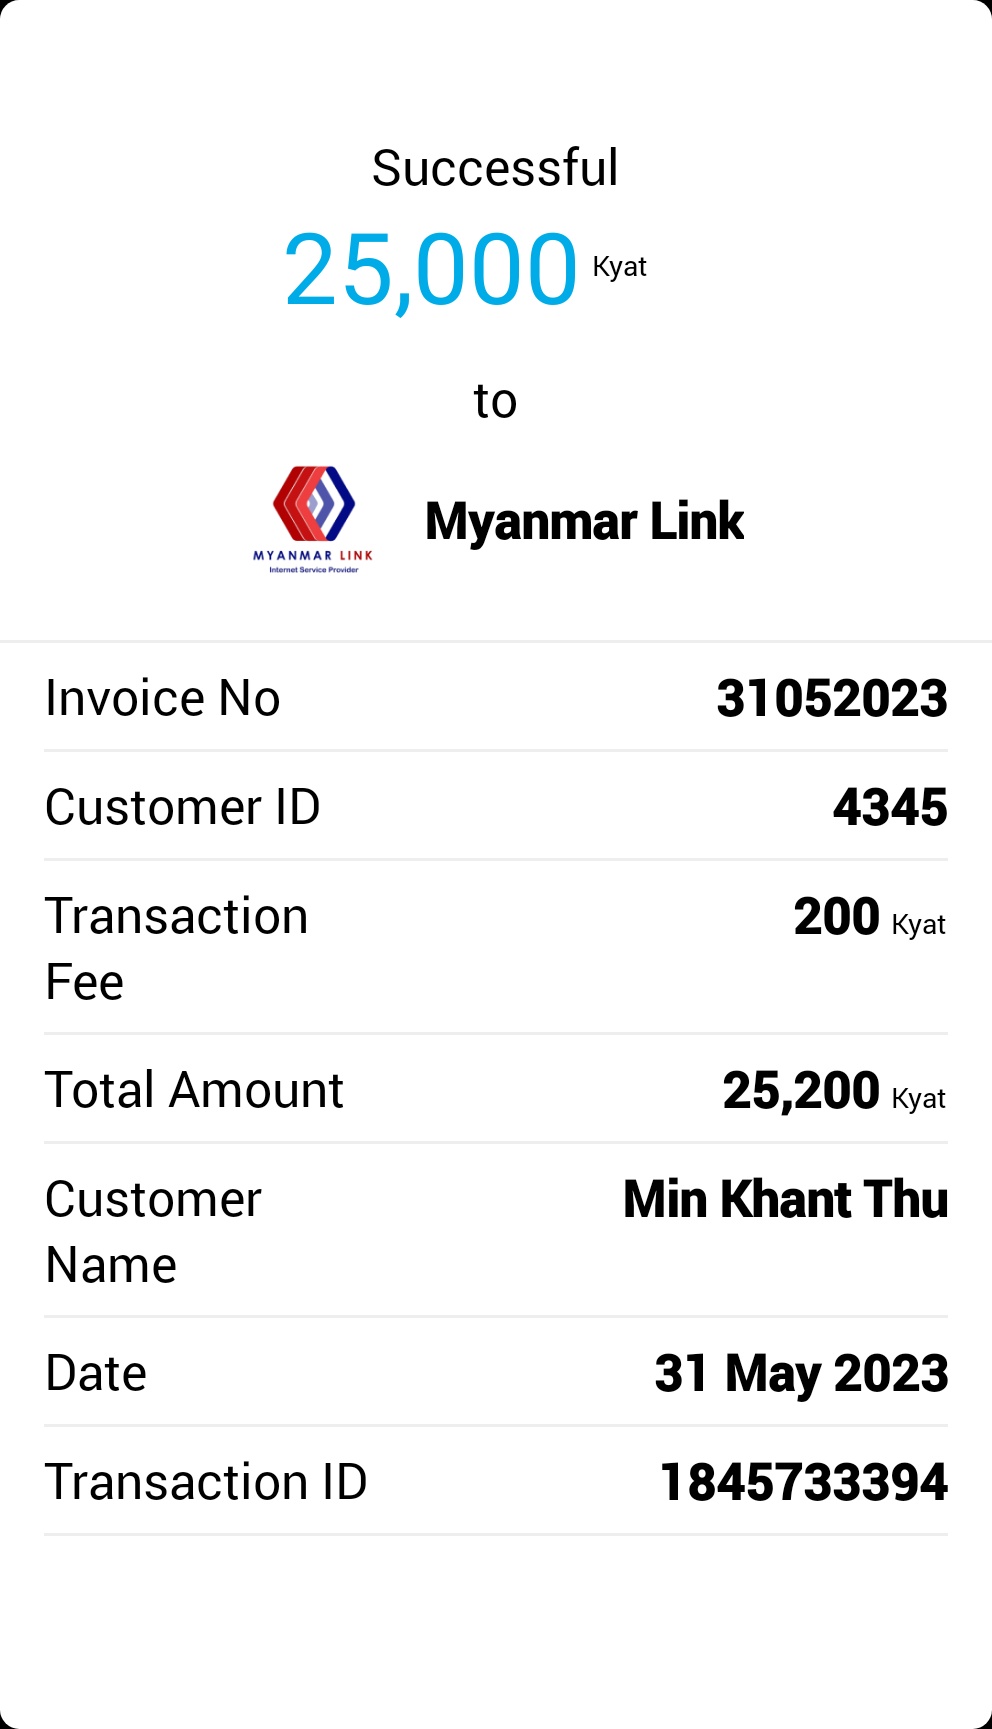 Successful
25,000 Kyat
to
MYANMAR LINK
Internet Service Provider
Myanmar Link
Invoice No 31052023
Customer ID 4345
Transaction 200 Kyat
Fee
Total Amount 25,200 Kyat
Customer Min Khant Thu
Name
Date 31 May 2023
Transaction ID 1845733394